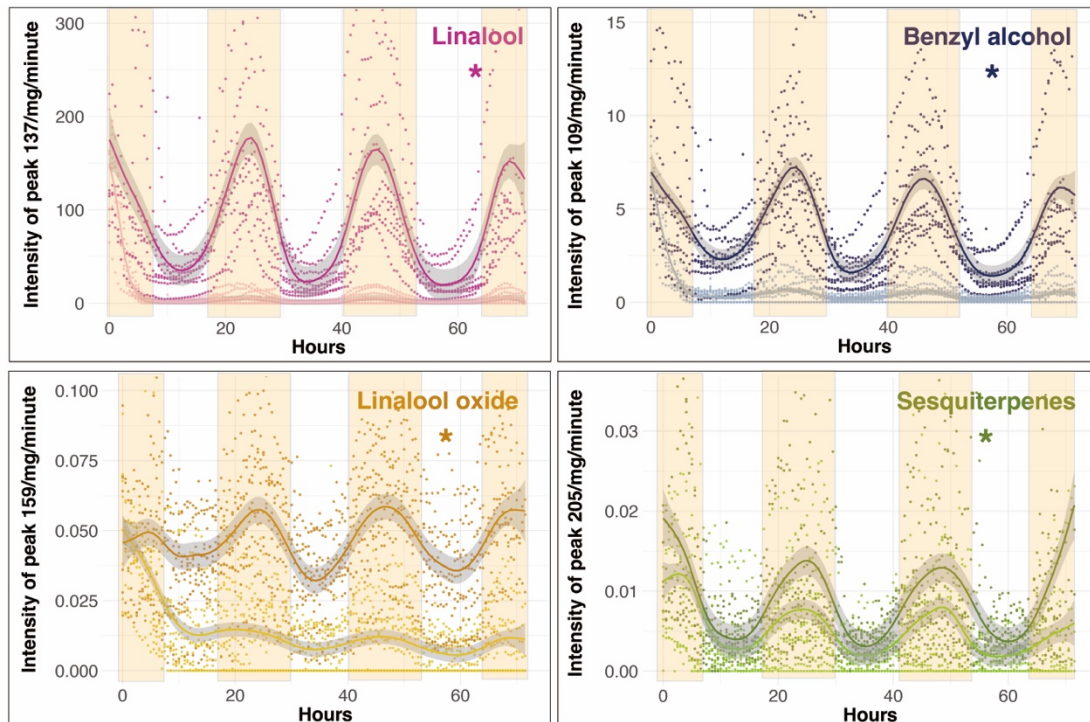 Linalool
*
Intensity of peak 137/mg/minute
300
200
100
0
0 20 40 60
Hours
Benzyl alcohol
*
Intensity of peak 109/mg/minute
15
10
5
0
0 20 40 60
Hours
Linalool oxide
*
Intensity of peak 159/mg/minute
0.100
0.075
0.050
0.025
0.000
0 20 40 60
Hours
Sesquiterpenes
*
Intensity of peak 205/mg/minute
0.03
0.02
0.01
0.00
0 20 40 60
Hours